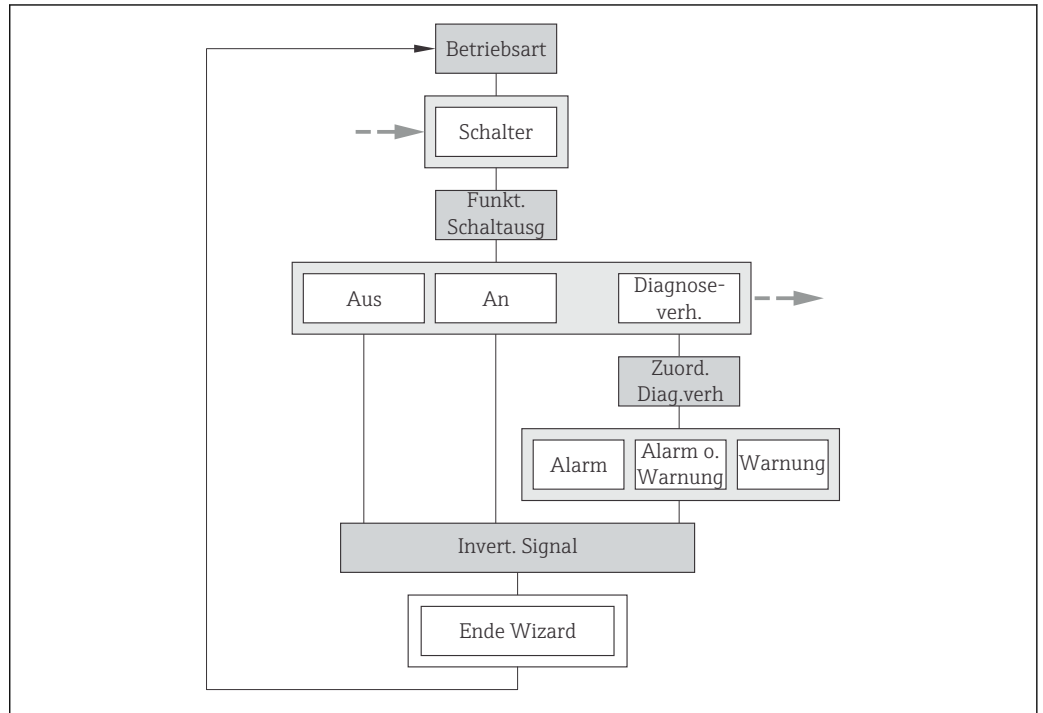 Betriebsart
Schalter
Funkt.
Schaltausg
Aus
An
Diagnose-
verh.
Zuord.
Diag.verh
Alarm
Alarm o.
Warnung
Warnung
Invert. Signal
Ende Wizard